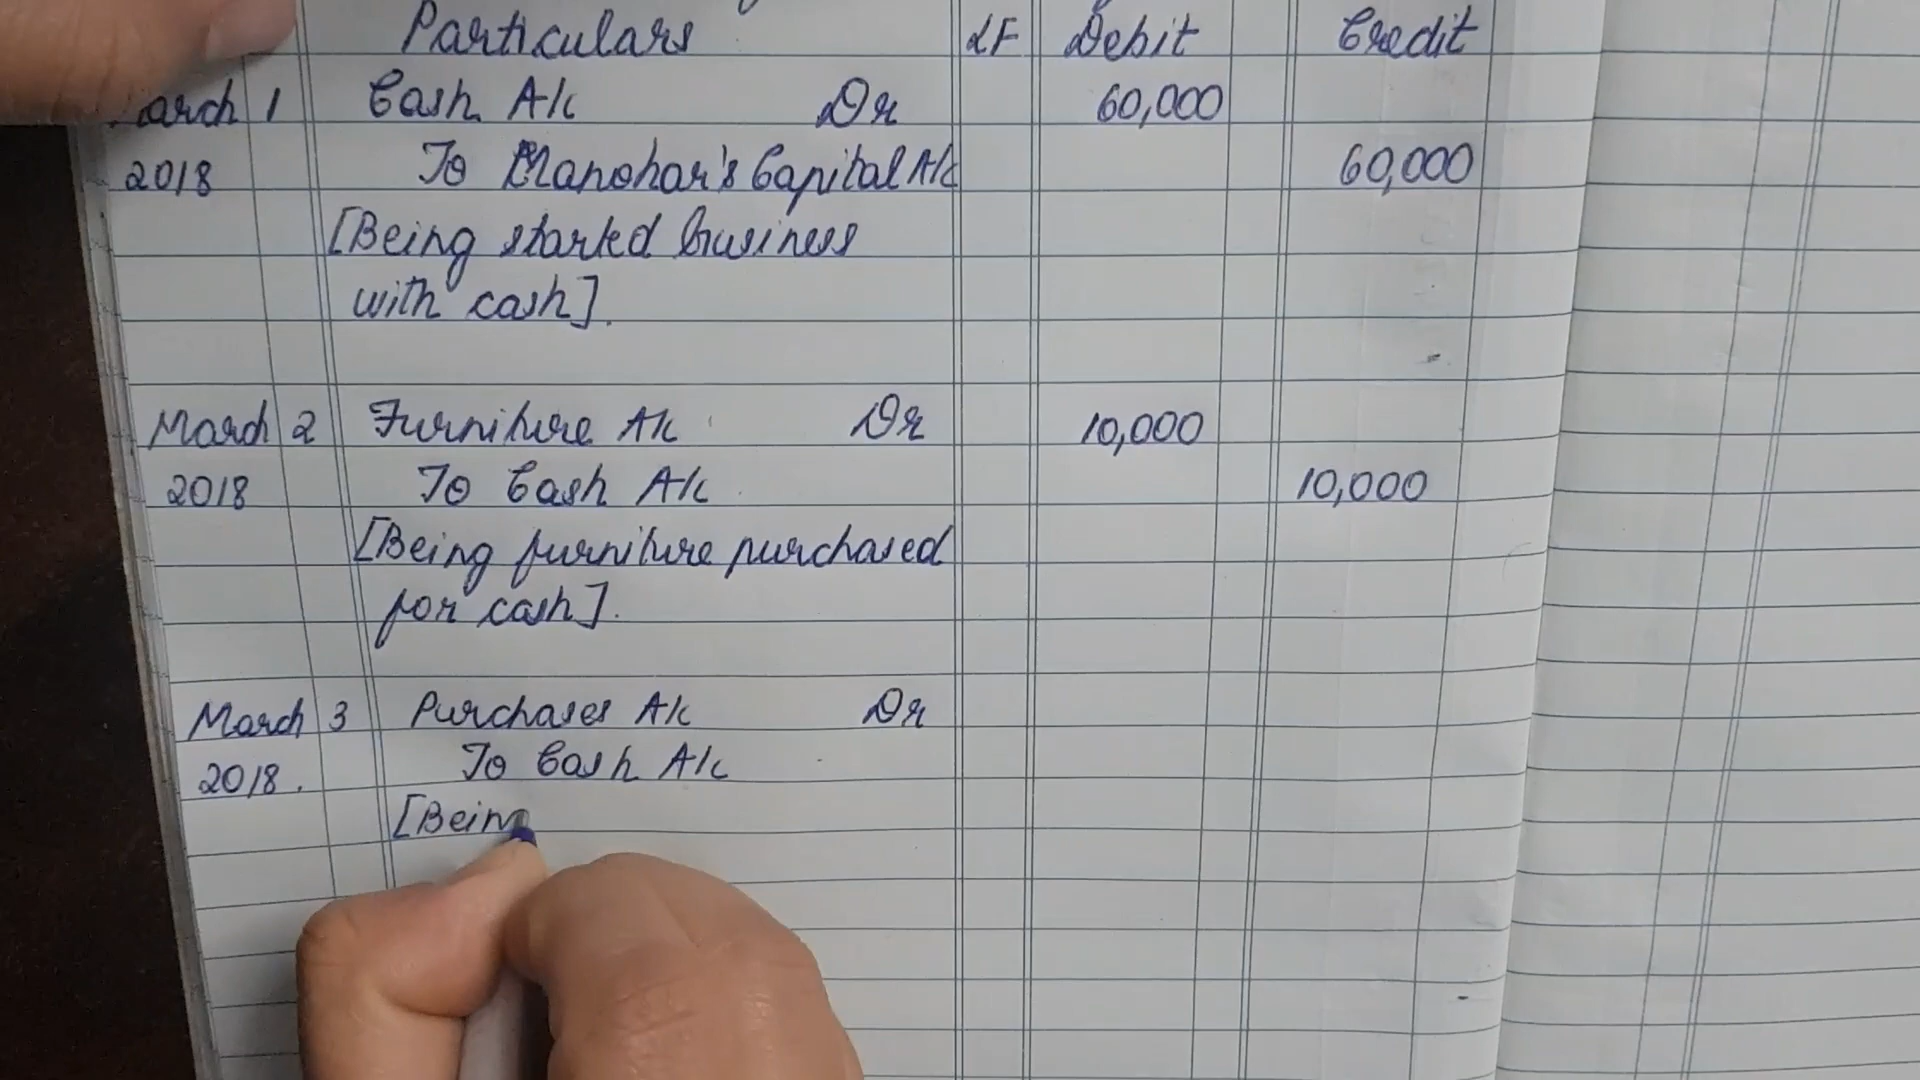 Particulars LF Debit Credit
March 1 Cash A/c Dr 60,000
2018 To Manohar's Capital A/c 60,000
[Being started business
with cash].
March 2 Furniture A/c Dr 10,000
2018 To Cash A/c 10,000
[Being furniture purchased
for cash].
March 3 Purchases A/c Dr
2018. To Cash A/c
[Being